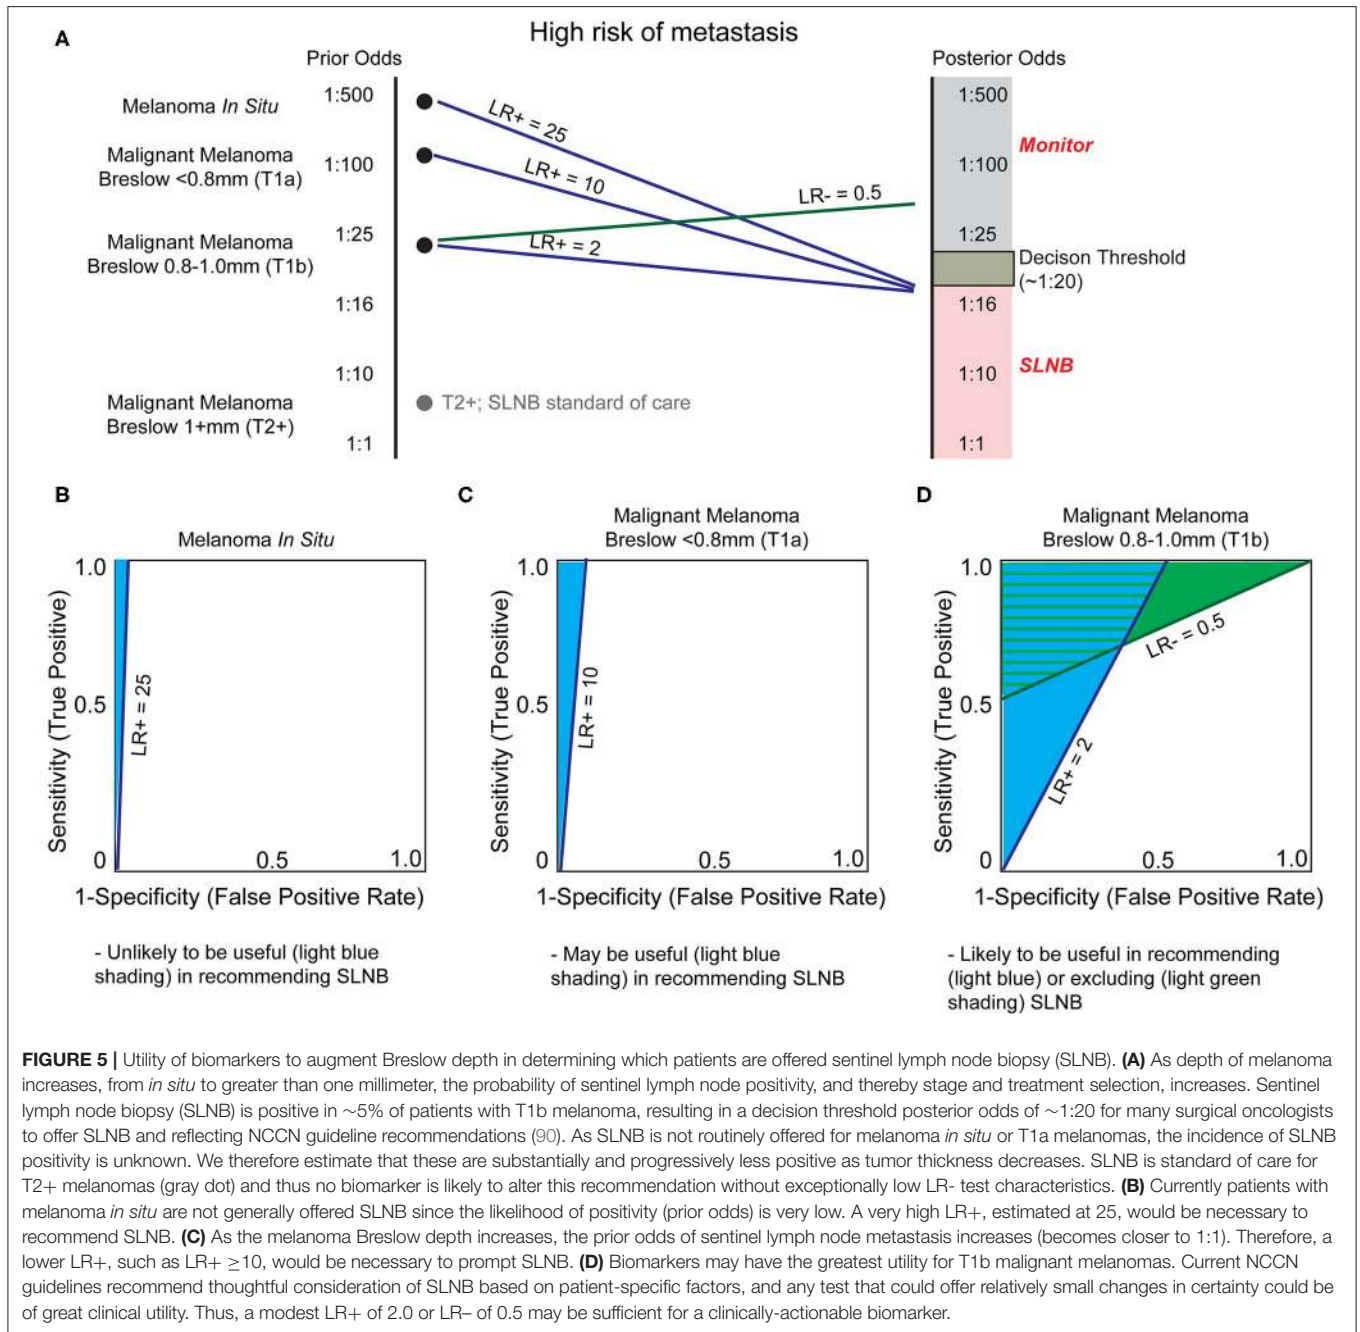 A
High risk of metastasis
Prior Odds
Posterior Odds
Melanoma In Situ
1:500
LR+ = 25
1:500
Monitor
Malignant Melanoma
Breslow <0.8mm (T1a)
1:100
LR+ = 10
1:100
LR- = 0.5
Malignant Melanoma
Breslow 0.8-1.0mm (T1b)
1:25
LR+ = 2
1:25
Decison Threshold
(~1:20)
1:16
1:16
1:10
1:10
SLNB
Malignant Melanoma
Breslow 1+mm (T2+)
T2+; SLNB standard of care
1:1
1:1
B
Melanoma In Situ
Sensitivity (True Positive)
1.0
0.5
0
LR+ = 25
0.5
1.0
1-Specificity (False Positive Rate)
- Unlikely to be useful (light blue
shading) in recommending SLNB
C
Malignant Melanoma
Breslow <0.8mm (T1a)
Sensitivity (True Positive)
1.0
0.5
0
LR+ = 10
0.5
1.0
1-Specificity (False Positive Rate)
- May be useful (light blue
shading) in recommending SLNB
D
Malignant Melanoma
Breslow 0.8-1.0mm (T1b)
Sensitivity (True Positive)
1.0
0.5
0
LR- = 0.5
LR+ = 2
0.5
1.0
1-Specificity (False Positive Rate)
- Likely to be useful in recommending
(light blue) or excluding (light green
shading) SLNB
FIGURE 5 | Utility of biomarkers to augment Breslow depth in determining which patients are offered sentinel lymph node biopsy (SLNB). (A) As depth of melanoma
increases, from in situ to greater than one millimeter, the probability of sentinel lymph node positivity, and thereby stage and treatment selection, increases. Sentinel
lymph node biopsy (SLNB) is positive in ~5% of patients with T1b melanoma, resulting in a decision threshold posterior odds of ~1:20 for many surgical oncologists
to offer SLNB and reflecting NCCN guideline recommendations (90). As SLNB is not routinely offered for melanoma in situ or T1a melanomas, the incidence of SLNB
positivity is unknown. We therefore estimate that these are substantially and progressively less positive as tumor thickness decreases. SLNB is standard of care for
T2+ melanomas (gray dot) and thus no biomarker is likely to alter this recommendation without exceptionally low LR- test characteristics. (B) Currently patients with
melanoma in situ are not generally offered SLNB since the likelihood of positivity (prior odds) is very low. A very high LR+, estimated at 25, would be necessary to
recommend SLNB. (C) As the melanoma Breslow depth increases, the prior odds of sentinel lymph node metastasis increases (becomes closer to 1:1). Therefore, a
lower LR+, such as LR+ ≥10, would be necessary to prompt SLNB. (D) Biomarkers may have the greatest utility for T1b malignant melanomas. Current NCCN
guidelines recommend thoughtful consideration of SLNB based on patient-specific factors, and any test that could offer relatively small changes in certainty could be
of great clinical utility. Thus, a modest LR+ of 2.0 or LR– of 0.5 may be sufficient for a clinically-actionable biomarker.